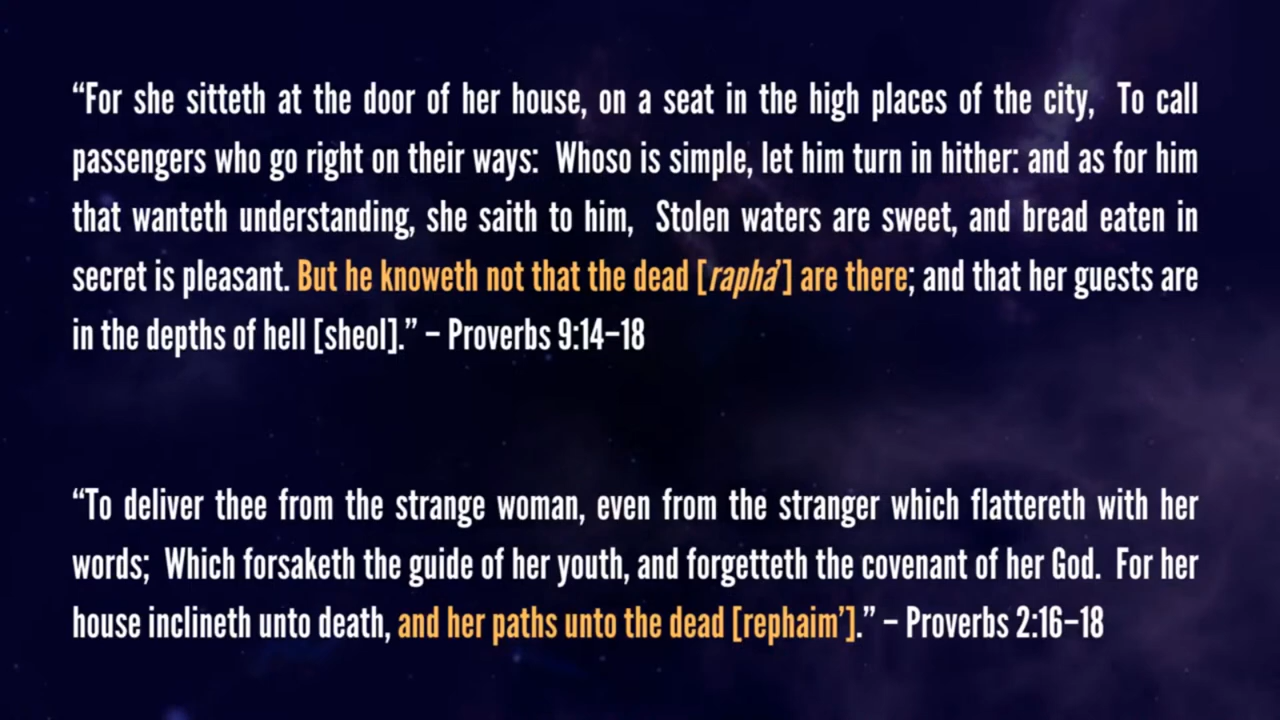 “For she sitteth at the door of her house, on a seat in the high places of the city, To call
passengers who go right on their ways: Whoso is simple, let him turn in hither: and as for him
that wanteth understanding, she saith to him, Stolen waters are sweet, and bread eaten in
secret is pleasant. But he knoweth not that the dead [rapha’] are there; and that her guests are
in the depths of hell [sheol].” – Proverbs 9:14–18
“To deliver thee from the strange woman, even from the stranger which flattereth with her
words; Which forsaketh the guide of her youth, and forgetteth the covenant of her God. For her
house inclineth unto death, and her paths unto the dead [rephaim’].” – Proverbs 2:16–18